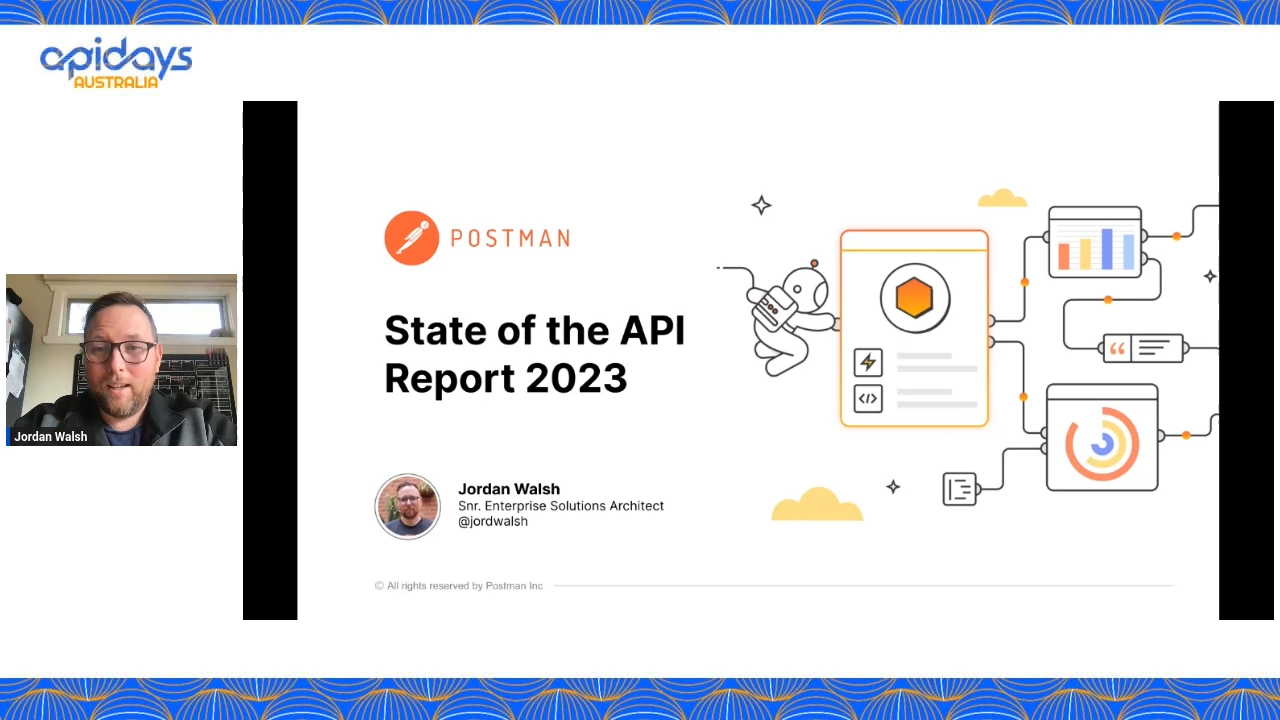 apidays
AUSTRALIA
POSTMAN
State of the API
Report 2023
Jordan Walsh
Jordan Walsh
Snr. Enterprise Solutions Architect
@jordwalsh
© All rights reserved by Postman Inc